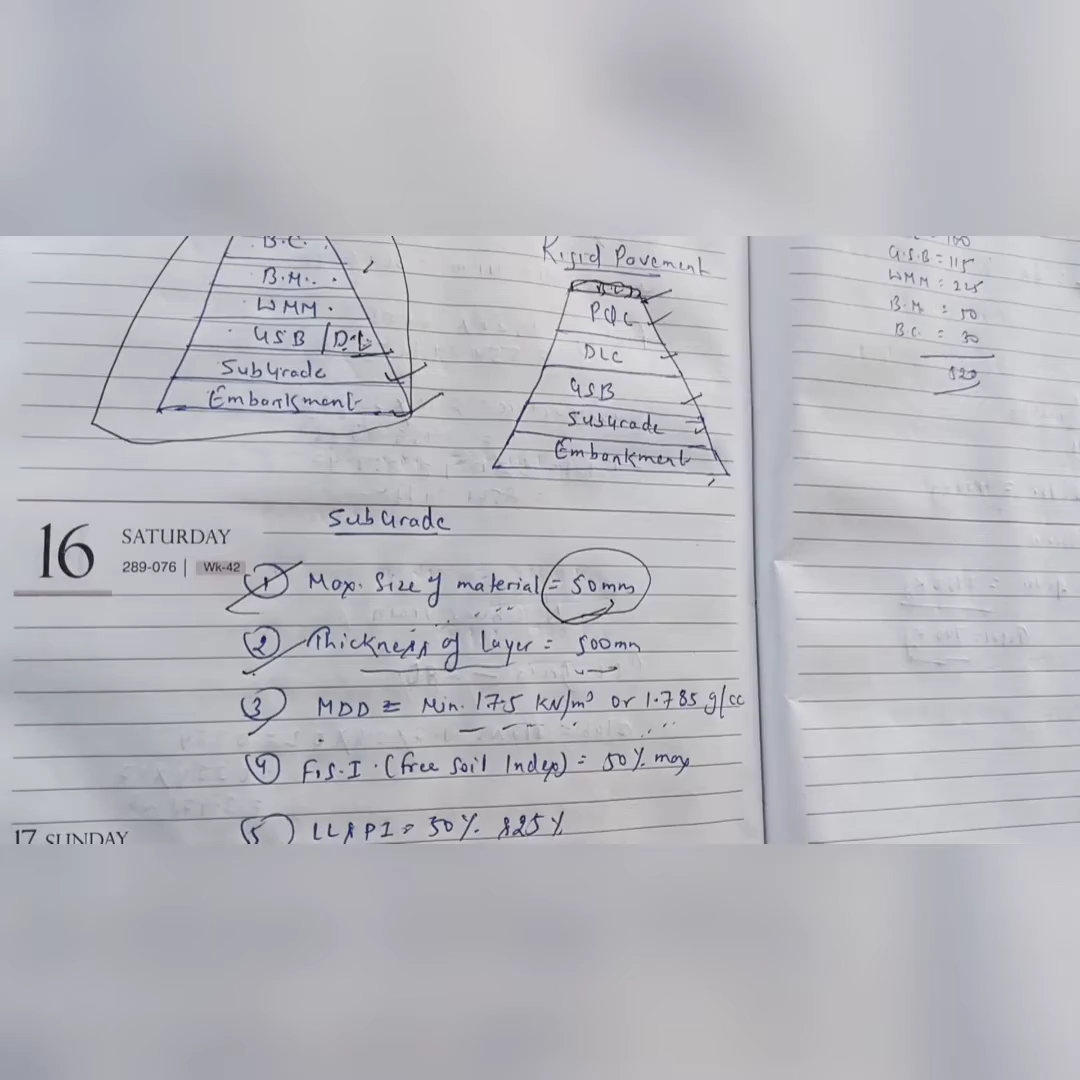 B.C.
B.M.
WMM.
GSB /
SubGrade
Embankment
Rigid Pavement
PQC
DLC
GSB
SubGrade
Embankment
= 100
G.S.B = 115
WMM = 225
B.M. = 50
B.C. = 30
520
16 SATURDAY
289-076 | Wk-42
SubGrade
① Max. Size of material = 50mm
② Thickness of Layer = 500mm
③ MDD = Min. 17.5 KN/m³ or 1.785 g/cc
④ F.S.I. (free Soil Index) = 50% max
⑤ LL & PI = 50% &25%
17 SUNDAY